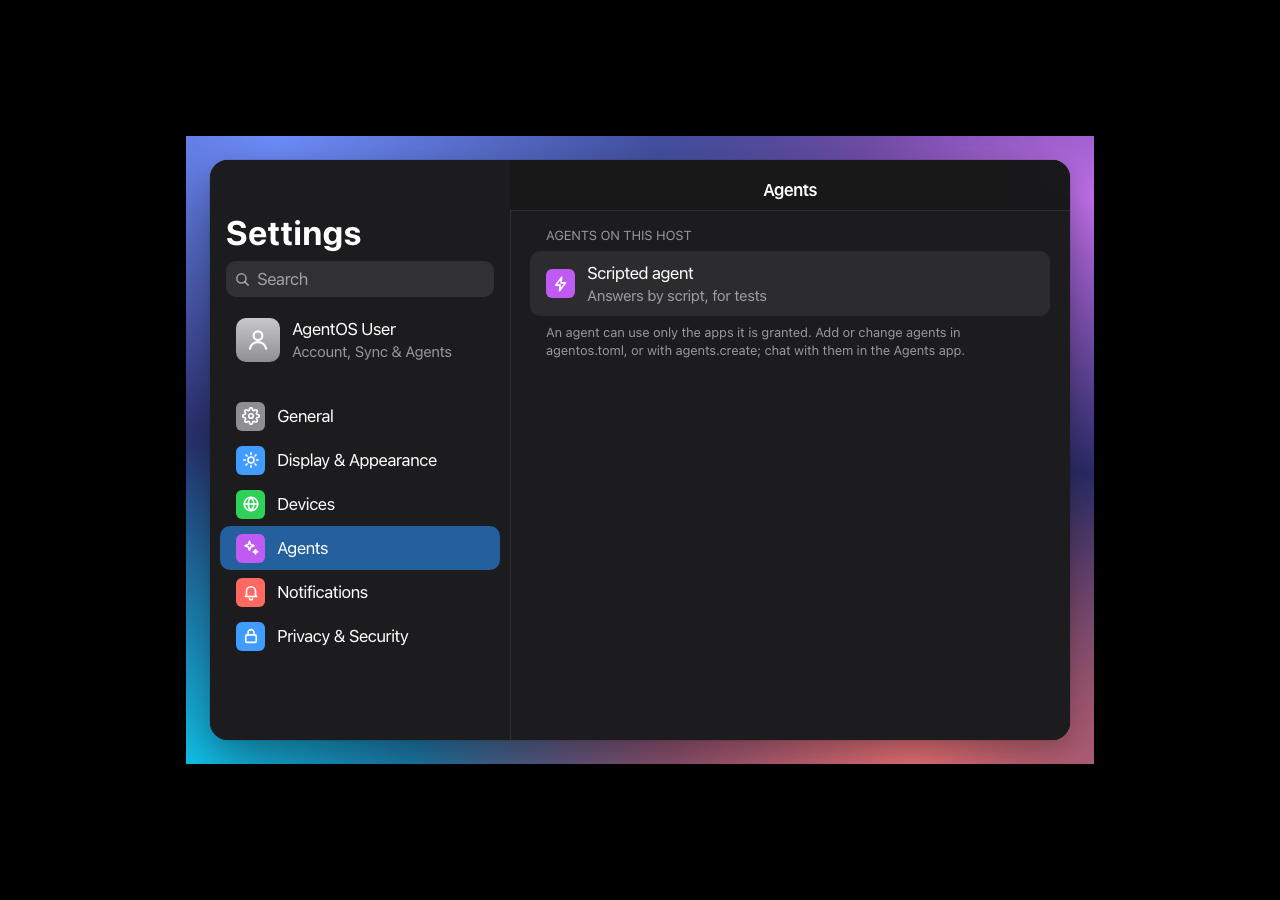 Settings
Search
AgentOS User
Account, Sync & Agents
General
Display & Appearance
Devices
Agents
Notifications
Privacy & Security
Agents
AGENTS ON THIS HOST
Scripted agent
Answers by script, for tests
An agent can use only the apps it is granted. Add or change agents in
agentos.toml, or with agents.create; chat with them in the Agents app.